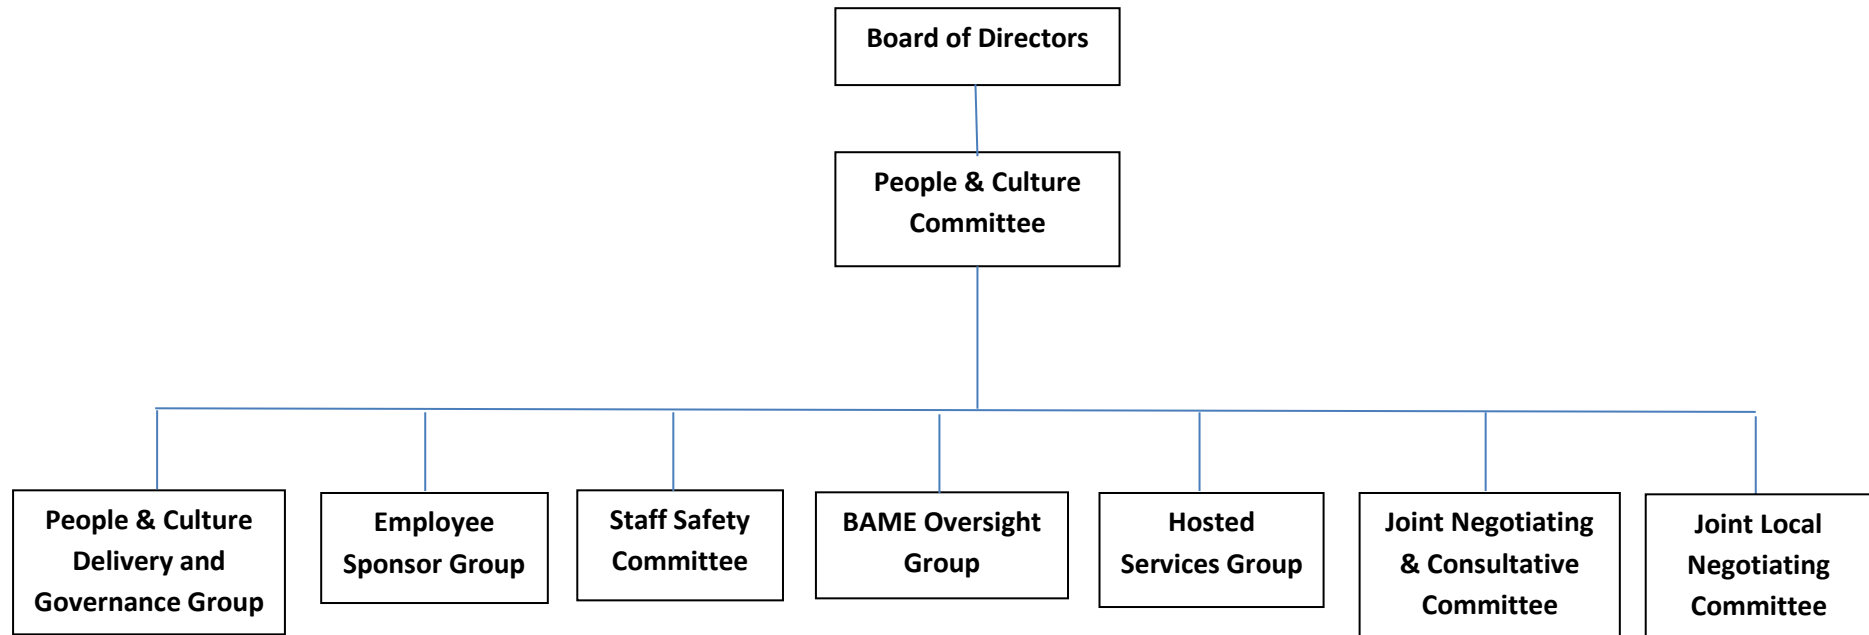 Board of Directors
People & Culture
Committee
People & Culture
Delivery and
Governance Group
Employee
Sponsor Group
Staff Safety
Committee
BAME Oversight
Group
Hosted
Services Group
Joint Negotiating
& Consultative
Committee
Joint Local
Negotiating
Committee